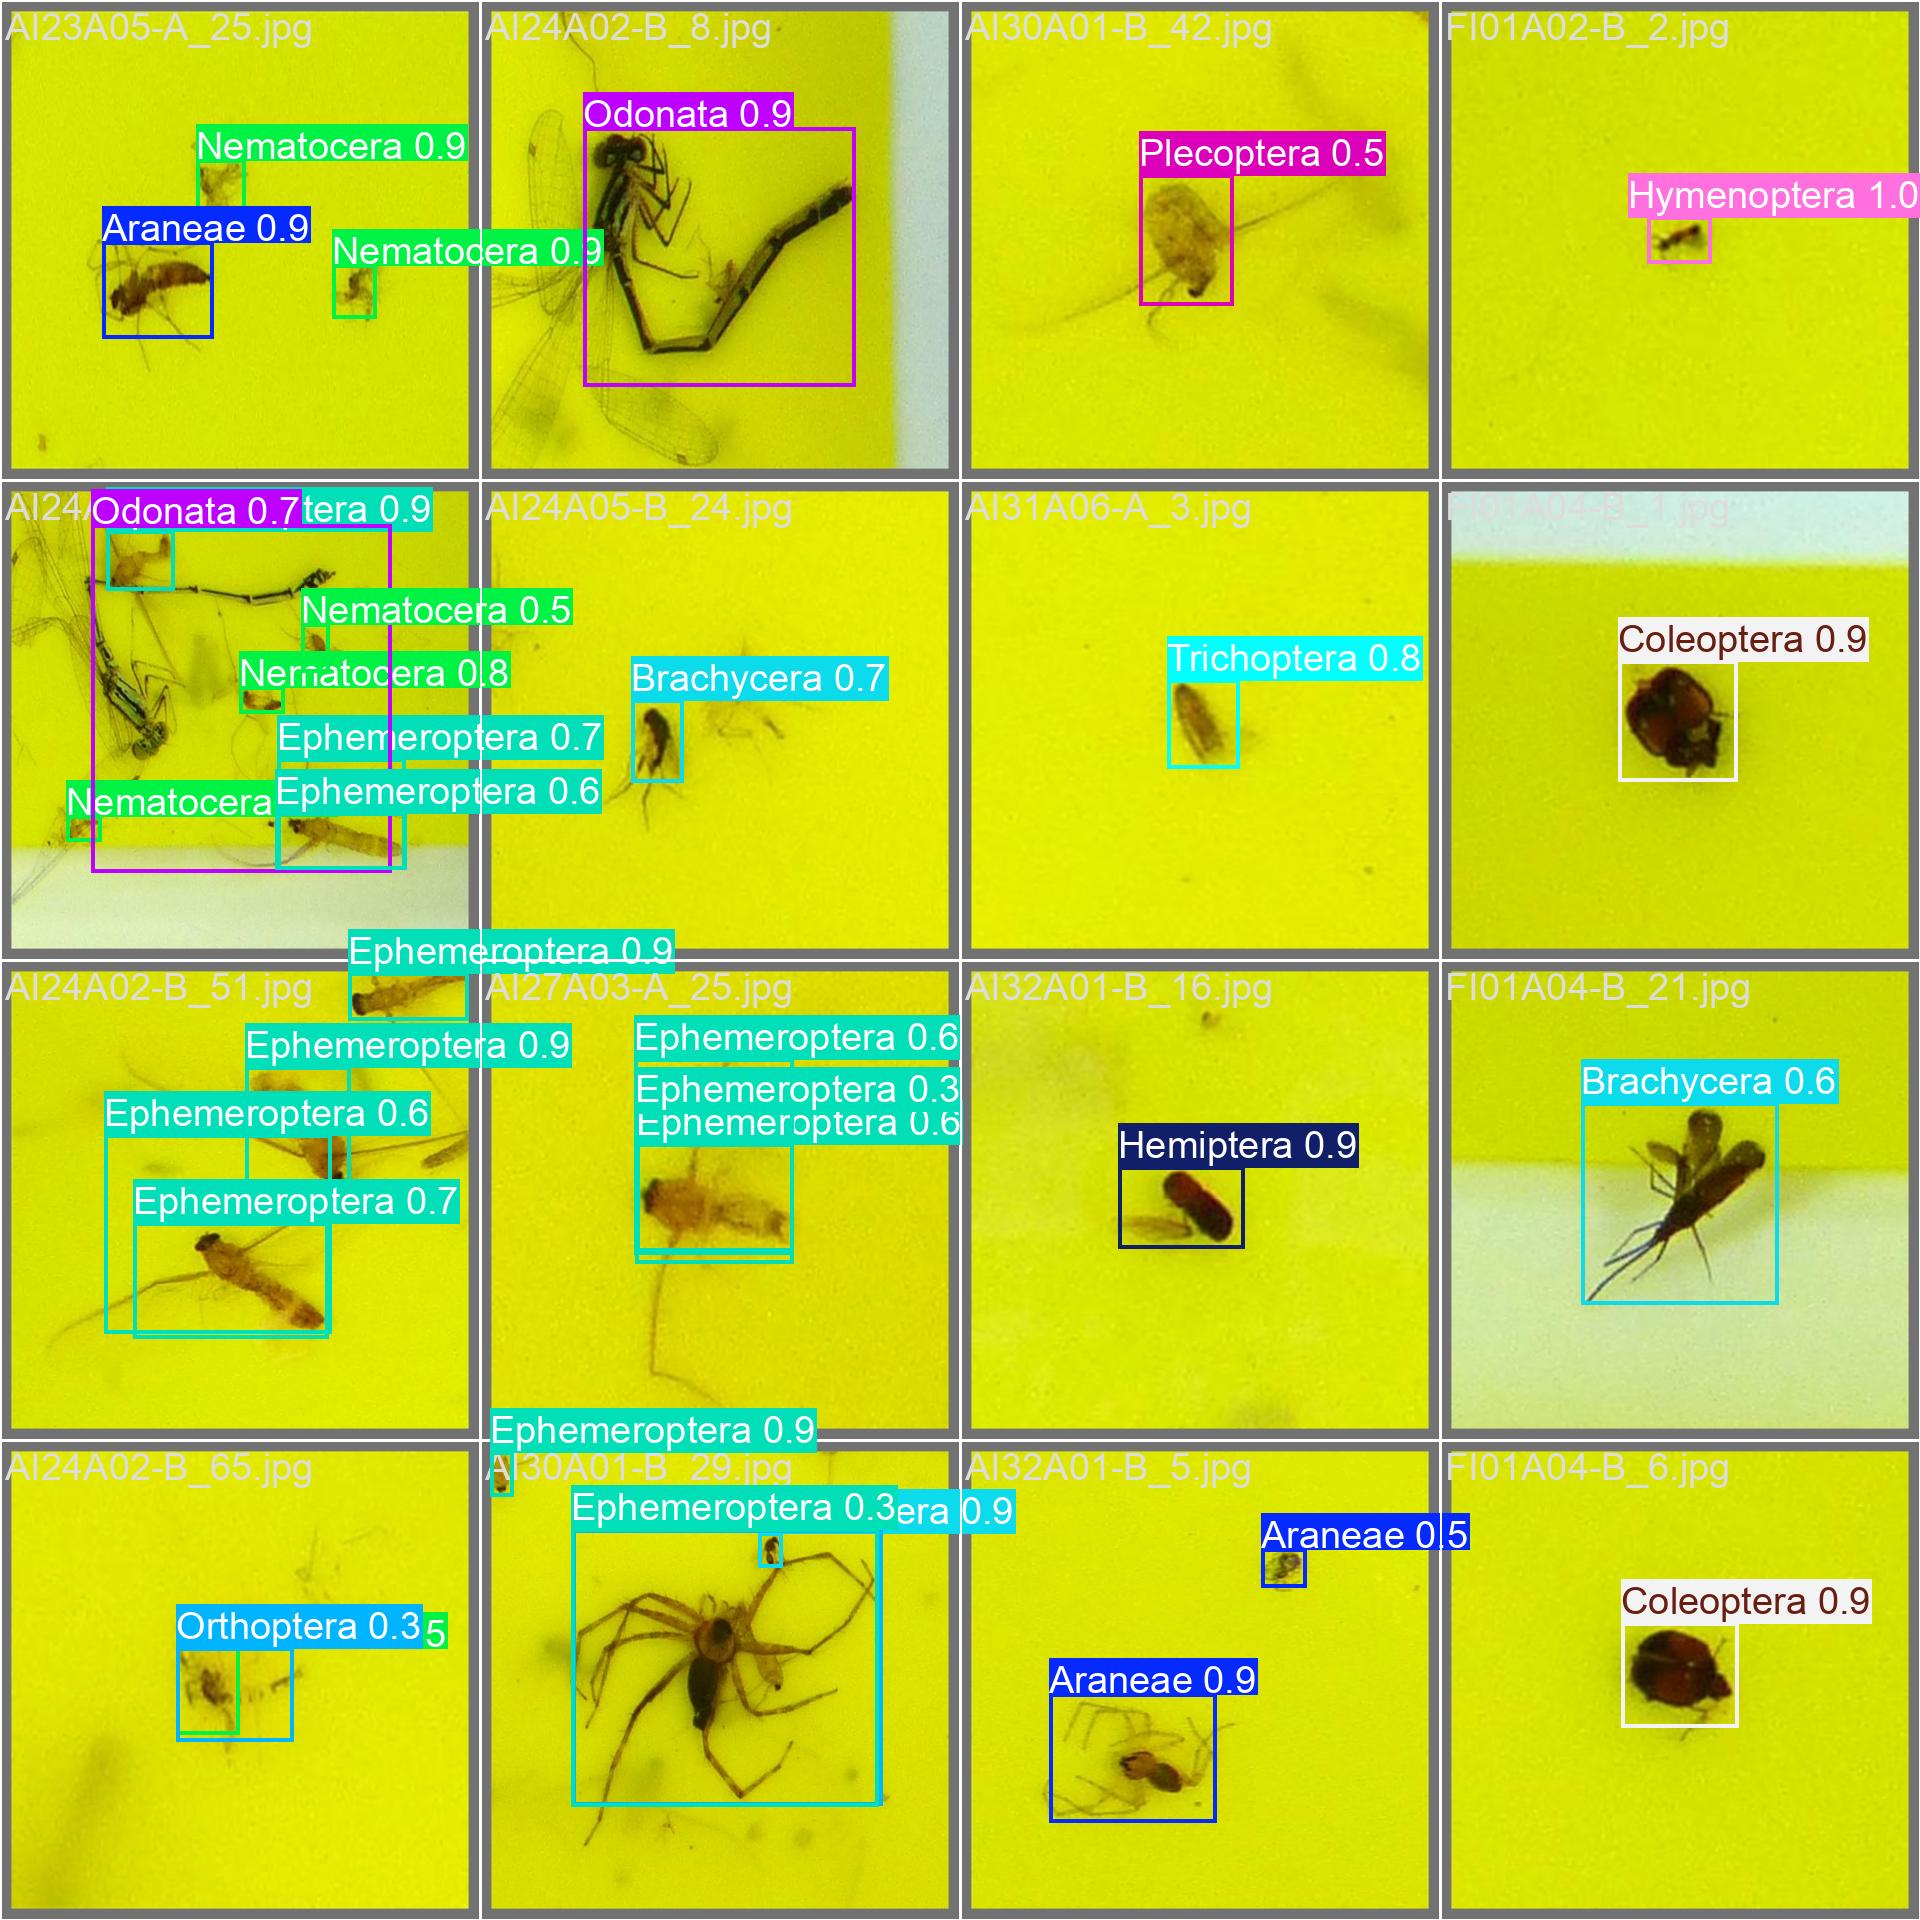 AI23A05-A_25.jpg
Nematocera 0.9
Araneae 0.9
Nematocera 0.9
AI24A02-B_8.jpg
Odonata 0.9
AI30A01-B_42.jpg
Plecoptera 0.5
FI01A02-B_2.jpg
Hymenoptera 1.0
AI24
Odonata 0.7
tera 0.9
Nematocera 0.5
Nematocera 0.8
Ephemeroptera 0.7
Ephemeroptera 0.6
Nematocera
AI24A05-B_24.jpg
Brachycera 0.7
AI31A06-A_3.jpg
Trichoptera 0.8
FI01A04-B_1.jpg
Coleoptera 0.9
AI24A02-B_51.jpg
Ephemeroptera 0.9
Ephemeroptera 0.9
Ephemeroptera 0.6
Ephemeroptera 0.7
AI27A03-A_25.jpg
Ephemeroptera 0.6
Ephemeroptera 0.3
Ephemeroptera 0.6
AI32A01-B_16.jpg
Hemiptera 0.9
FI01A04-B_21.jpg
Brachycera 0.6
AI24A02-B_65.jpg
Orthoptera 0.3
5
Ephemeroptera 0.9
AI30A01-B_29.jpg
Ephemeroptera 0.3
era 0.9
AI32A01-B_5.jpg
Araneae 0.5
Araneae 0.9
FI01A04-B_6.jpg
Coleoptera 0.9